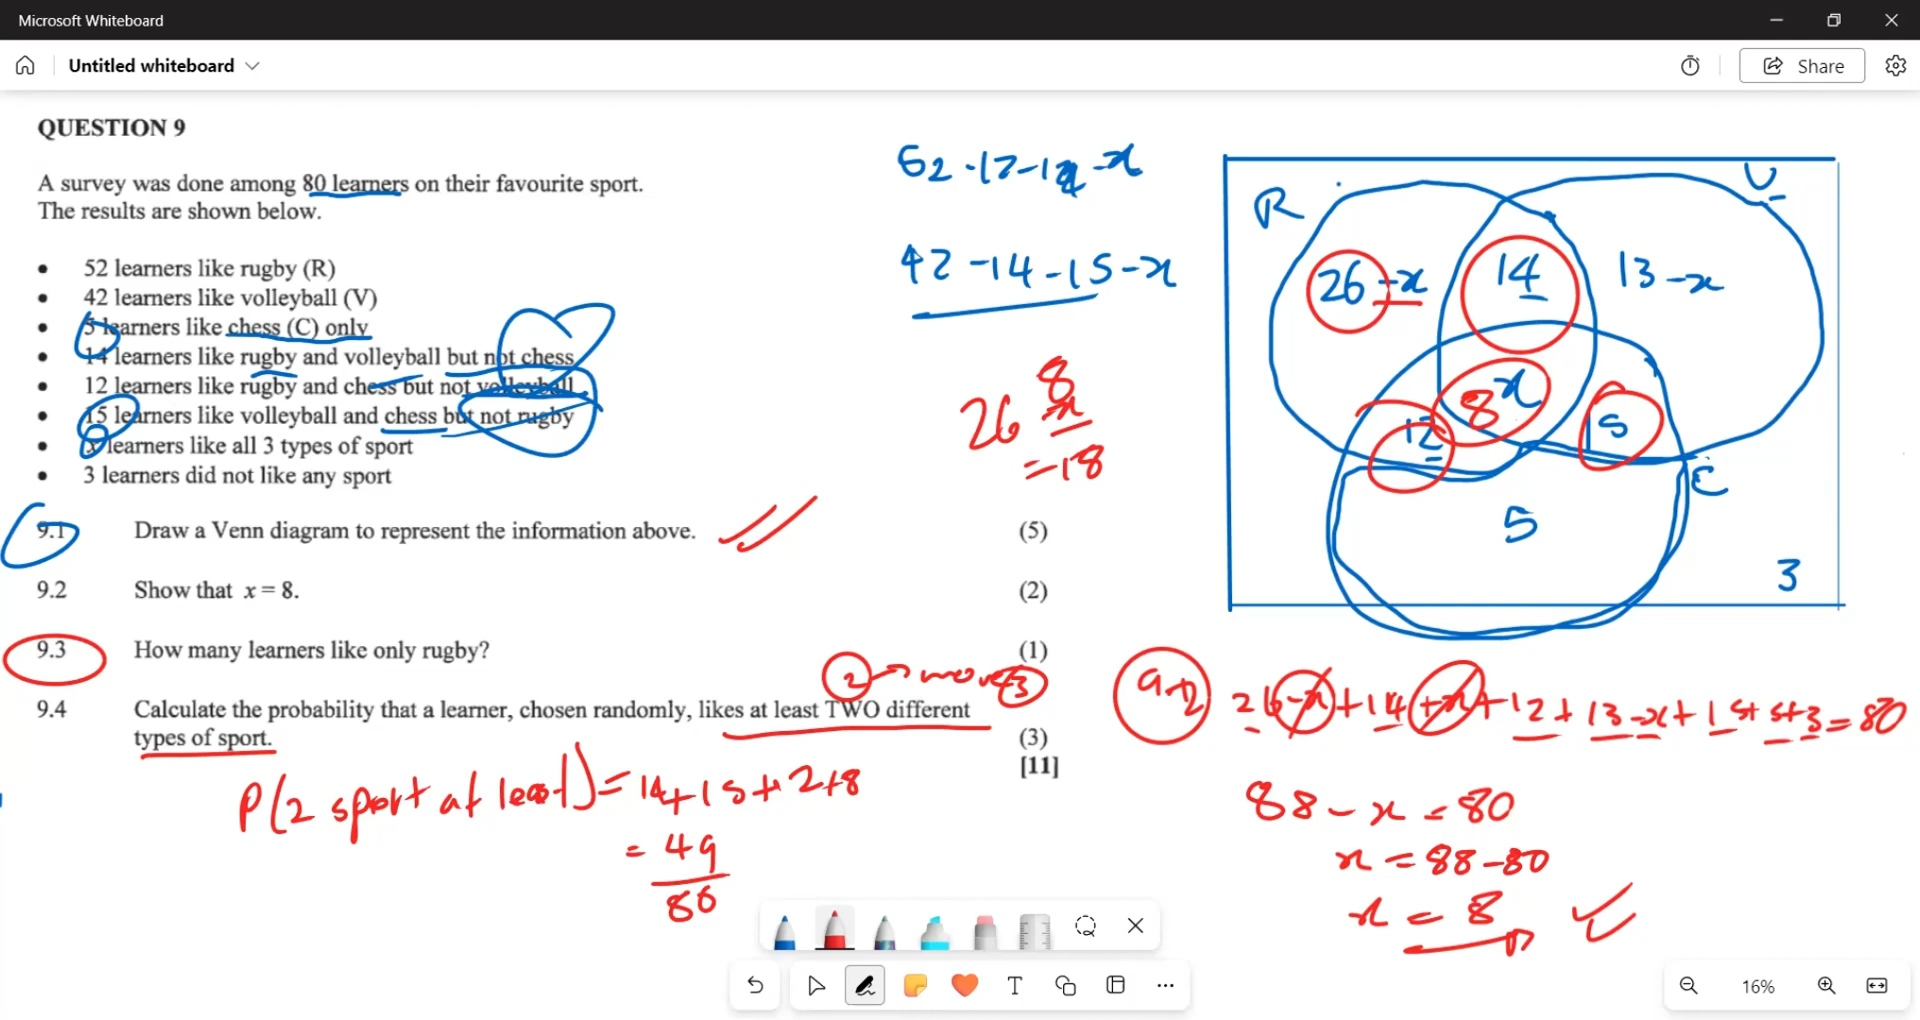 Microsoft Whiteboard
Untitled whiteboard
Share
QUESTION 9
A survey was done among 80 learners on their favourite sport.
The results are shown below.
• 52 learners like rugby (R)
• 42 learners like volleyball (V)
• 5 learners like chess (C) only
• 14 learners like rugby and volleyball but not chess
• 12 learners like rugby and chess but not volleyball
• 15 learners like volleyball and chess but not rugby
• x learners like all 3 types of sport
• 3 learners did not like any sport
9.1 Draw a Venn diagram to represent the information above. (5)
9.2 Show that x = 8. (2)
9.3 How many learners like only rugby? (1)
2 → more 3
9.4 Calculate the probability that a learner, chosen randomly, likes at least TWO different
types of sport. (3)
[11]
P(2 sport at least) = 14+15+12+8
= 49
80
52-12-14-x
42-14-15-x
26 - x
8
=18
R
V
26-x
14
13-x
8 x
12
15
C
5
3
9.2
26-x+14+x+12+13-x+15+5+3=80
88-x=80
x=88-80
x=8
16%